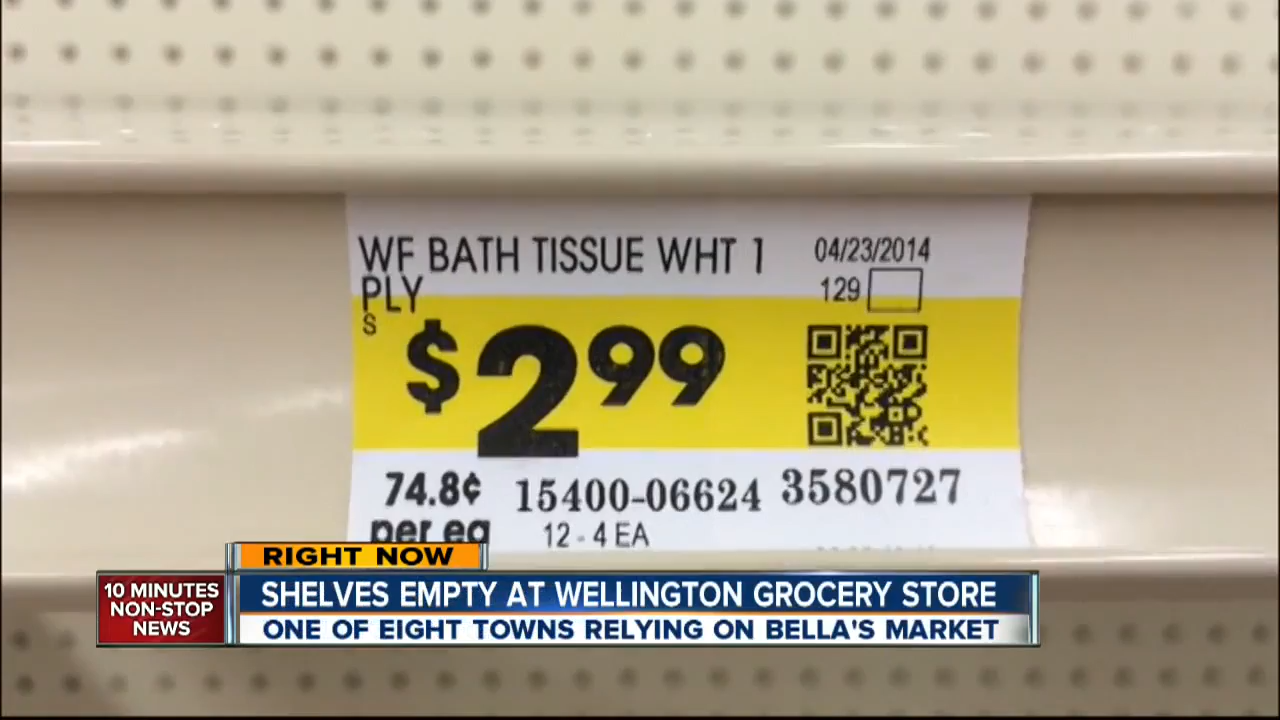 WF BATH TISSUE WHT 1 04/23/2014
PLY 129
S
$2.99
74.8¢ 15400-06624 3580727
per ea 12 - 4 EA
RIGHT NOW
10 MINUTES
NON-STOP
NEWS
SHELVES EMPTY AT WELLINGTON GROCERY STORE
ONE OF EIGHT TOWNS RELYING ON BELLA'S MARKET